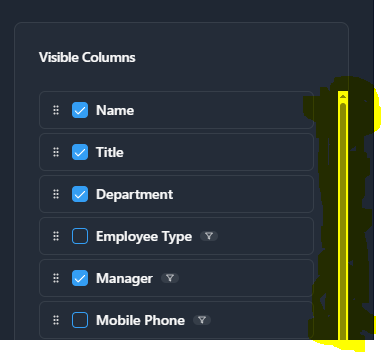 Visible Columns
Name
Title
Department
Employee Type
Manager
Mobile Phone